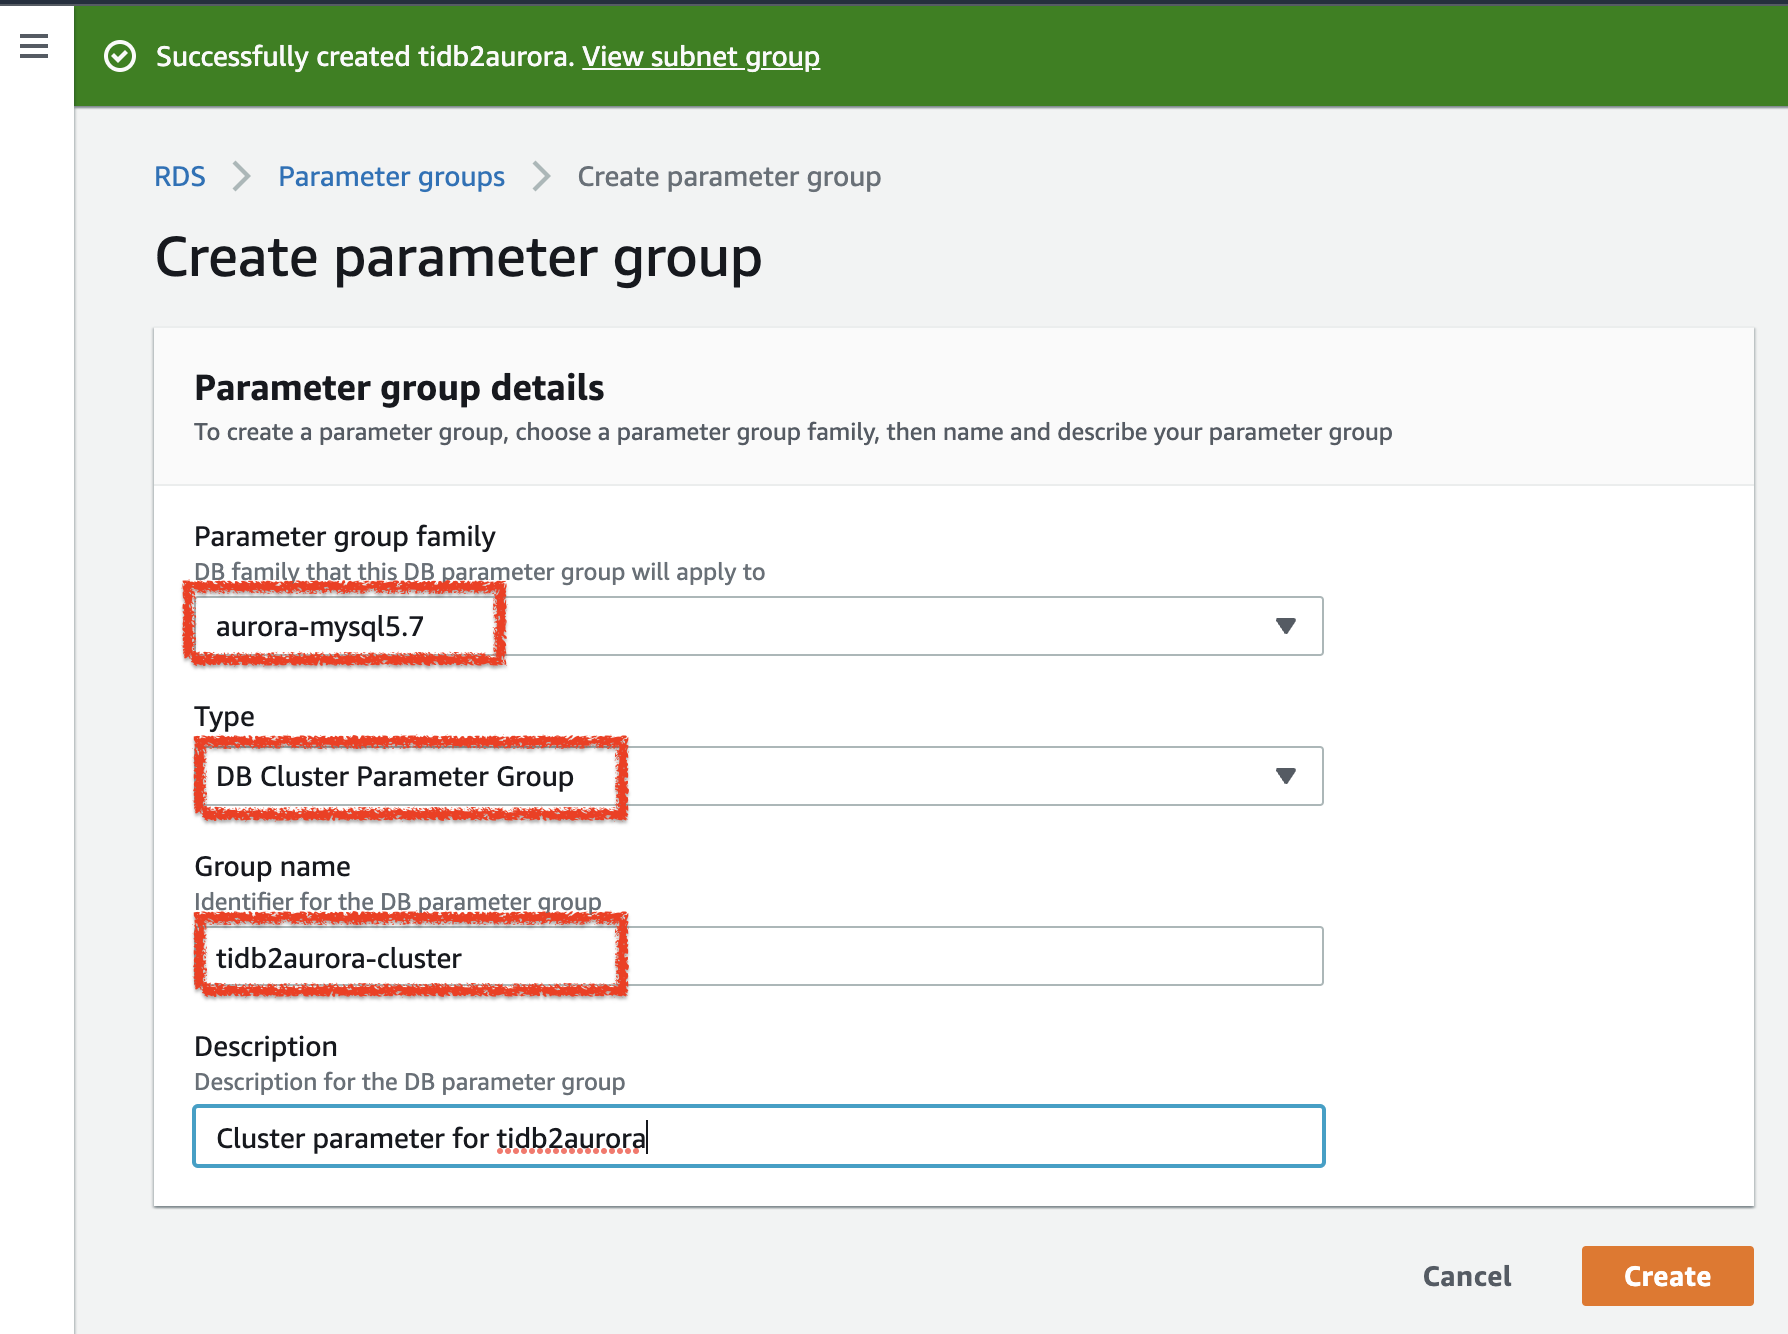 Successfully created tidb2aurora. View subnet group
RDS > Parameter groups > Create parameter group
Create parameter group
Parameter group details
To create a parameter group, choose a parameter group family, then name and describe your parameter group
Parameter group family
DB family that this DB parameter group will apply to
aurora-mysql5.7
Type
DB Cluster Parameter Group
Group name
Identifier for the DB parameter group
tidb2aurora-cluster
Description
Description for the DB parameter group
Cluster parameter for tidb2aurora
Cancel Create